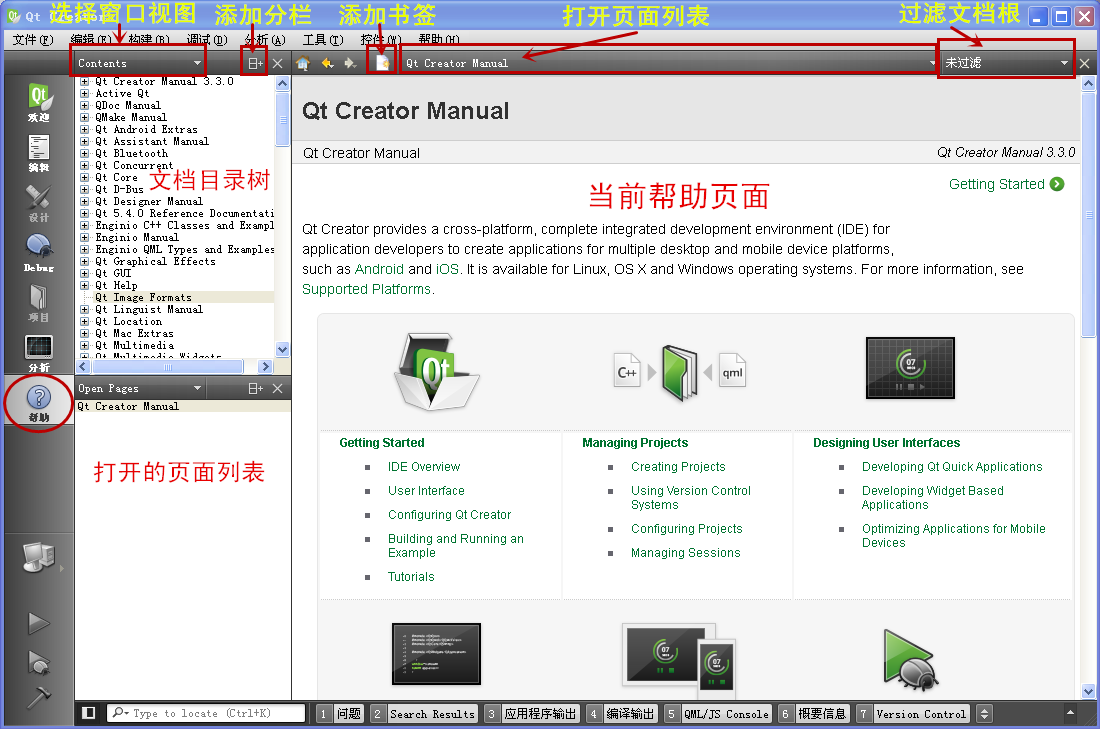 选择窗口视图 添加分栏 添加书签 打开页面列表 过滤文档根
文件(F) 编辑(E) 构建(B) 调试(D) 分析(A) 工具(T) 控件(W) 帮助(H)
Contents
Qt Creator Manual
未过滤
欢迎
编辑
设计
Debug
项目
分析
帮助
Qt Creator Manual 3.3.0
Active Qt
QDoc Manual
QMake Manual
Qt Android Extras
Qt Assistant Manual
Qt Bluetooth
Qt Concurrent
Qt Core
Qt D-Bus
Qt Designer Manual
Qt 5.4.0 Reference Documentati
Enginio C++ Classes and Exampl
Enginio Manual
Enginio QML Types and Examples
Qt Graphical Effects
Qt GUI
Qt Help
Qt Image Formats
Qt Linguist Manual
Qt Location
Qt Mac Extras
Qt Multimedia
Qt Multimedia Widgets
文档目录树
Open Pages
Qt Creator Manual
打开的页面列表
Qt Creator Manual
Qt Creator Manual
Qt Creator Manual 3.3.0
Getting Started
当前帮助页面
Qt Creator provides a cross-platform, complete integrated development environment (IDE) for
application developers to create applications for multiple desktop and mobile device platforms,
such as Android and iOS. It is available for Linux, OS X and Windows operating systems. For more information, see
Supported Platforms.
Qt
C++
qml
07
Getting Started
IDE Overview
User Interface
Configuring Qt Creator
Building and Running an
Example
Tutorials
Managing Projects
Creating Projects
Using Version Control
Systems
Configuring Projects
Managing Sessions
Designing User Interfaces
Developing Qt Quick Applications
Developing Widget Based
Applications
Optimizing Applications for Mobile
Devices
07
07
Type to locate (Ctrl+K)
1 问题
2 Search Results
3 应用程序输出
4 编译输出
5 QML/JS Console
6 概要信息
7 Version Control